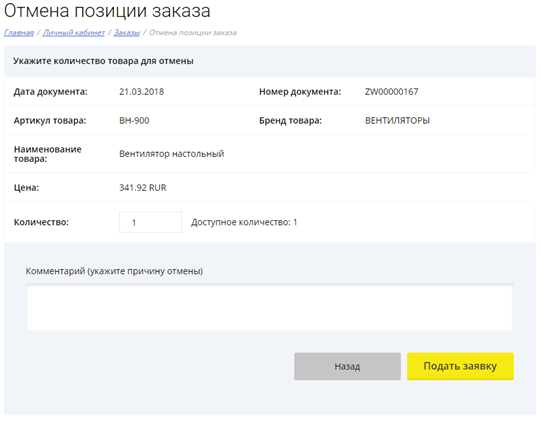 Отмена позиции заказа
Главная / Личный кабинет / Заказы / Отмена позиции заказа
Укажите количество товара для отмены
Дата документа: 21.03.2018 Номер документа: ZW00000167
Артикул товара: BH-900 Бренд товара: ВЕНТИЛЯТОРЫ
Наименование
товара: Вентилятор настольный
Цена: 341.92 RUR
Количество: 1 Доступное количество: 1
Комментарий (укажите причину отмены)
Назад Подать заявку